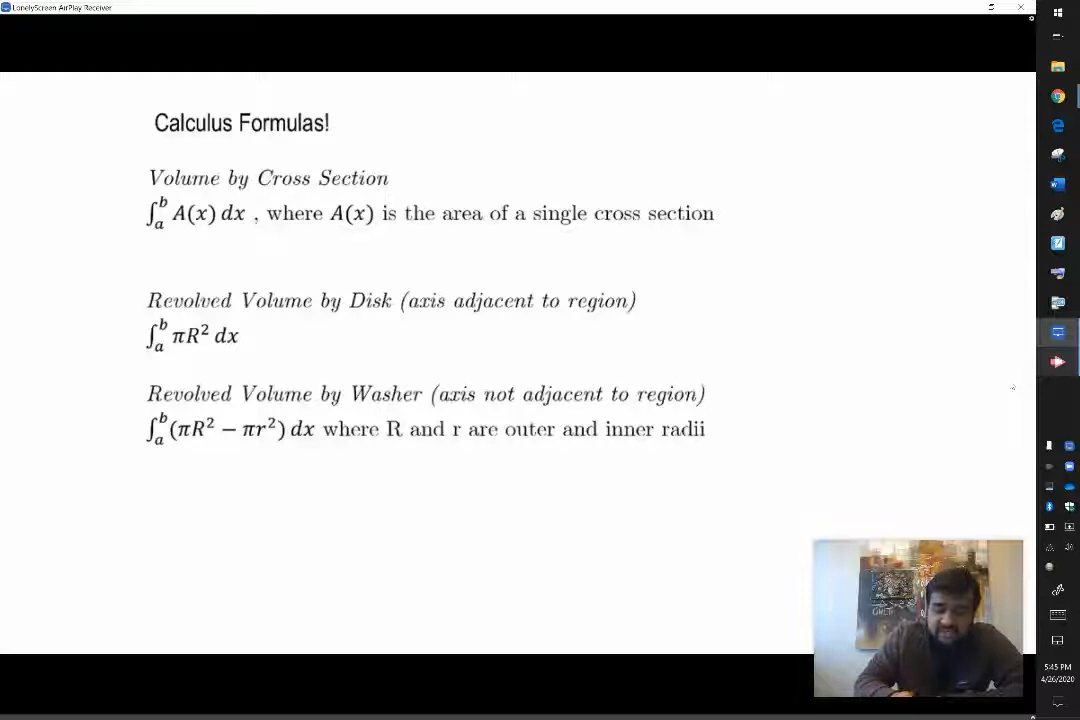 LonelyScreen AirPlay Receiver
Calculus Formulas!
Volume by Cross Section
∫_a^b A(x) dx , where A(x) is the area of a single cross section
Revolved Volume by Disk (axis adjacent to region)
∫_a^b πR² dx
Revolved Volume by Washer (axis not adjacent to region)
∫_a^b (πR² − πr²) dx where R and r are outer and inner radii
5:45 PM
4/26/2020